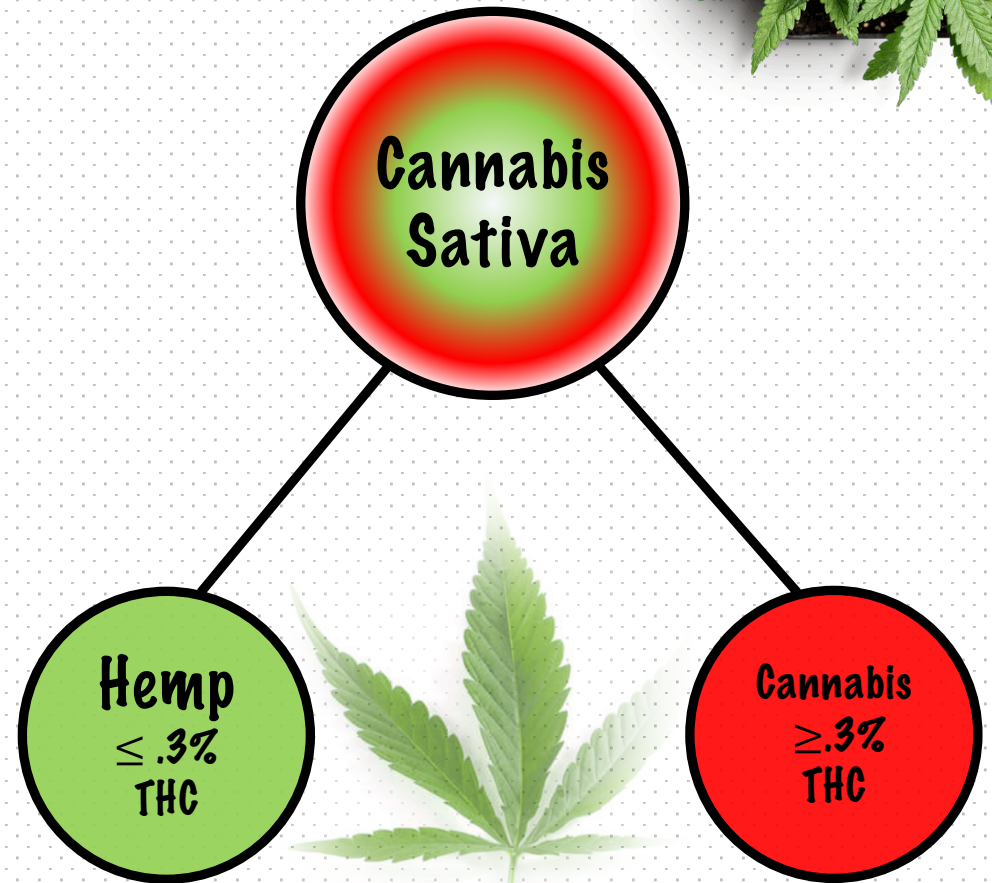 Cannabis
Sativa
Hemp
≤ .3%
THC
Cannabis
≥.3%
THC